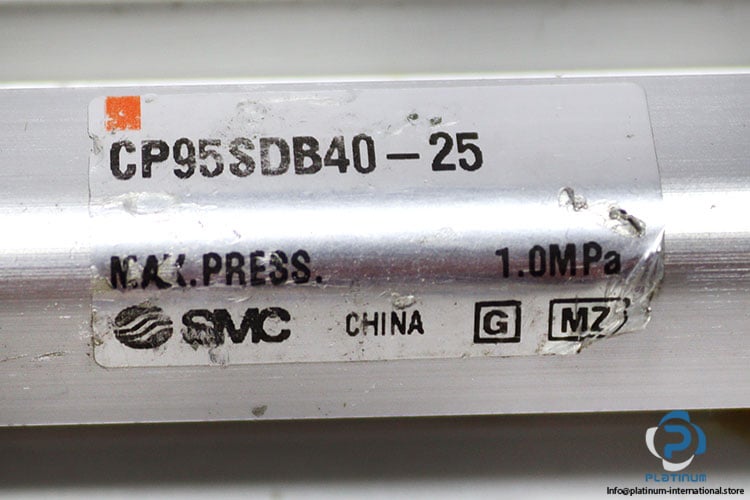 CP95SDB40-25
MAX.PRESS. 1.0MPa
SMC CHINA G MZ
PLATINUM
Info@platinum-international.store